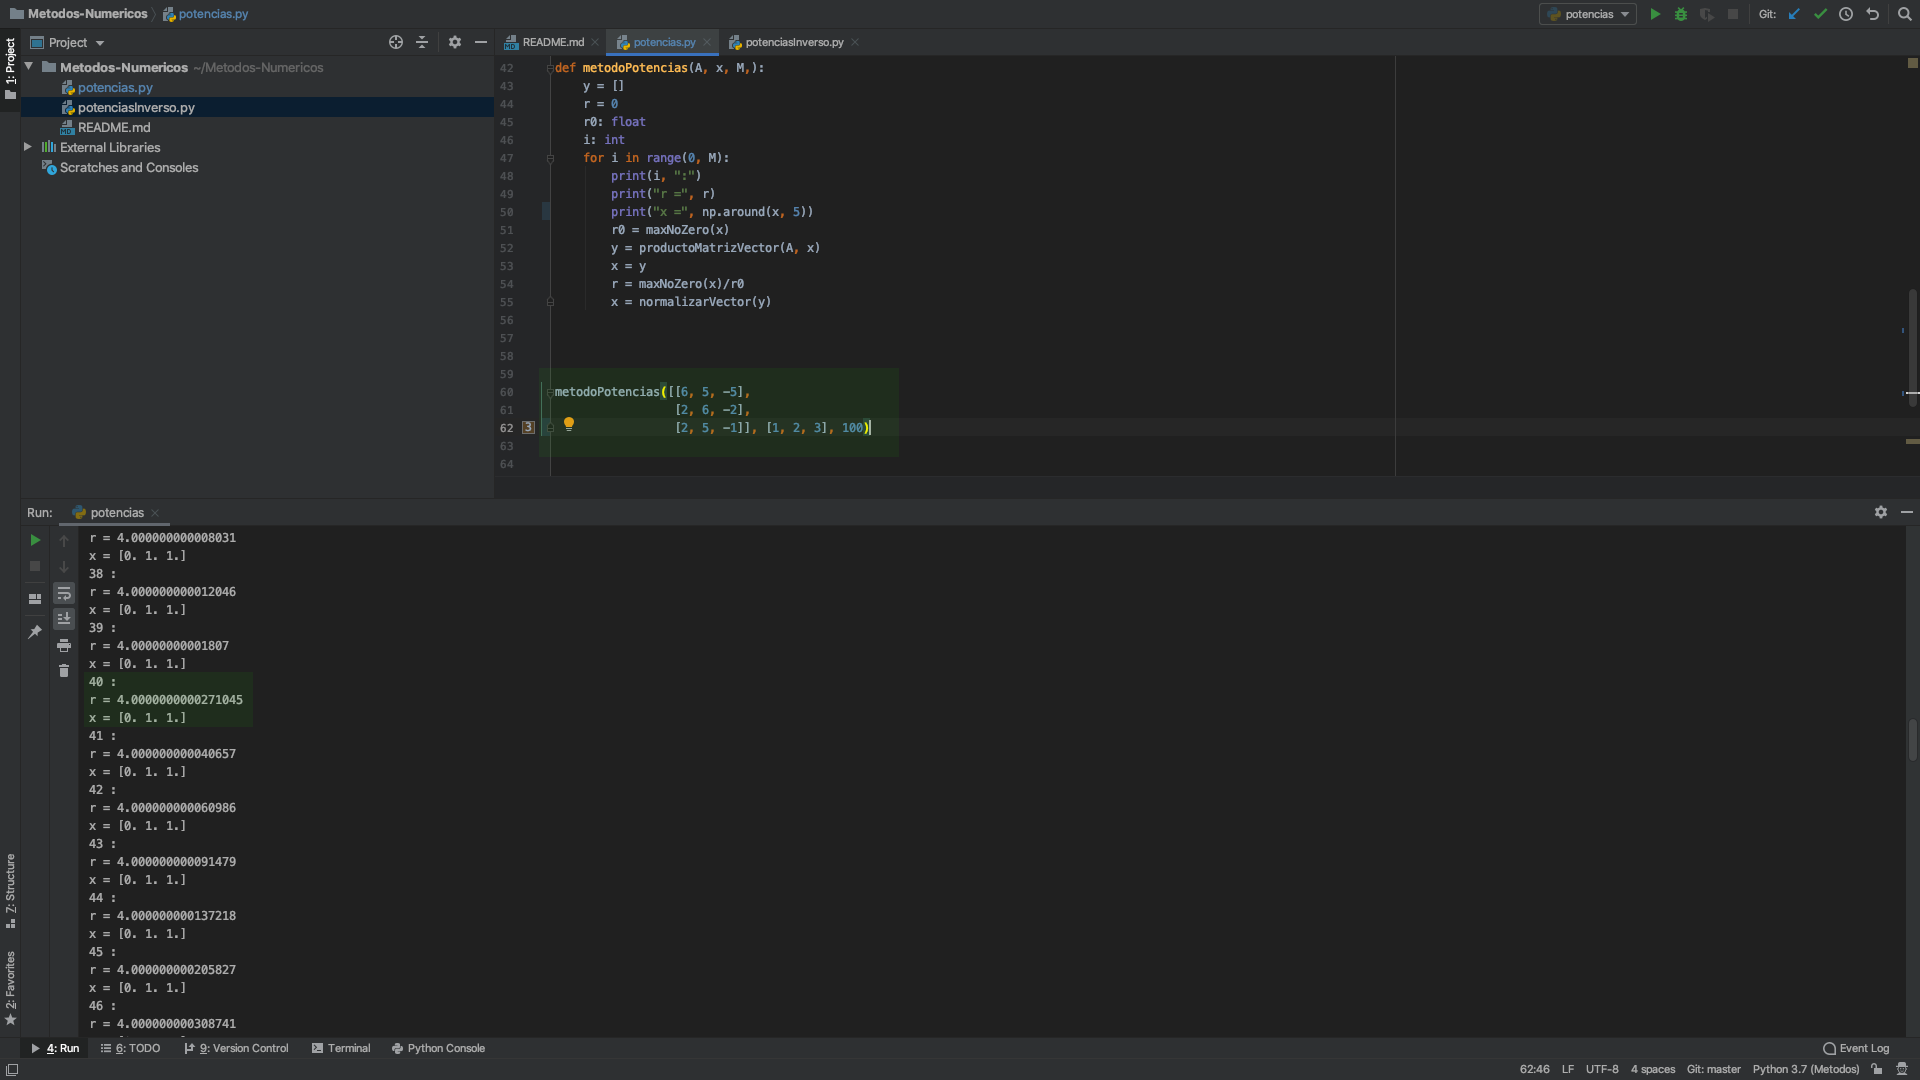 Metodos-Numericos
potencias.py
potencias
Git:
1: Project
Project
README.md
potencias.py
potenciasInverso.py
Metodos-Numericos ~/Metodos-Numericos
potencias.py
potenciasInverso.py
README.md
External Libraries
Scratches and Consoles
42 def metodoPotencias(A, x, M,):
43 y = []
44 r = 0
45 r0: float
46 i: int
47 for i in range(0, M):
48 print(i, ":")
49 print("r =", r)
50 print("x =", np.around(x, 5))
51 r0 = maxNoZero(x)
52 y = productoMatrizVector(A, x)
53 x = y
54 r = maxNoZero(x)/r0
55 x = normalizarVector(y)
56
57
58
59
60 metodoPotencias([[6, 5, -5],
61 [2, 6, -2],
62 3 [2, 5, -1]], [1, 2, 3], 100)
63
64
Run: potencias
r = 4.000000000008031
x = [0. 1. 1.]
38 :
r = 4.000000000012046
x = [0. 1. 1.]
39 :
r = 4.00000000001807
x = [0. 1. 1.]
40 :
r = 4.0000000000271045
x = [0. 1. 1.]
41 :
r = 4.000000000040657
x = [0. 1. 1.]
42 :
r = 4.000000000060986
x = [0. 1. 1.]
43 :
r = 4.000000000091479
x = [0. 1. 1.]
44 :
r = 4.000000000137218
x = [0. 1. 1.]
45 :
r = 4.000000000205827
x = [0. 1. 1.]
46 :
r = 4.000000000308741
7: Structure
2: Favorites
4: Run
6: TODO
9: Version Control
Terminal
Python Console
Event Log
62:46 LF UTF-8 4 spaces Git: master Python 3.7 (Metodos)